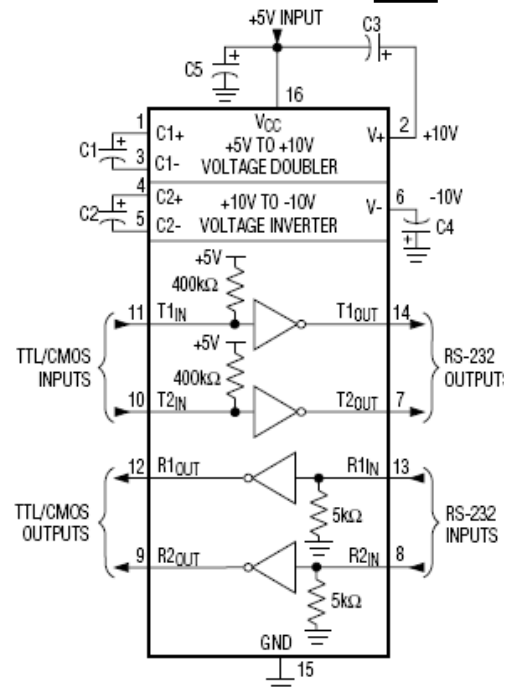 +5V INPUT
C3
+
C5
+
16
VCC
1
C1+
+5V TO +10V
V+
2
+10V
C1
+
3
C1-
VOLTAGE DOUBLER
4
C2+
+10V TO -10V
V-
6
-10V
C2
+
5
C2-
VOLTAGE INVERTER
C4
+
+5V
400kΩ
11
T1IN
T1OUT
14
TTL/CMOS
INPUTS
+5V
RS-232
OUTPUT
400kΩ
10
T2IN
T2OUT
7
12
R1OUT
R1IN
13
TTL/CMOS
OUTPUTS
5kΩ
RS-232
INPUTS
9
R2OUT
R2IN
8
5kΩ
GND
15